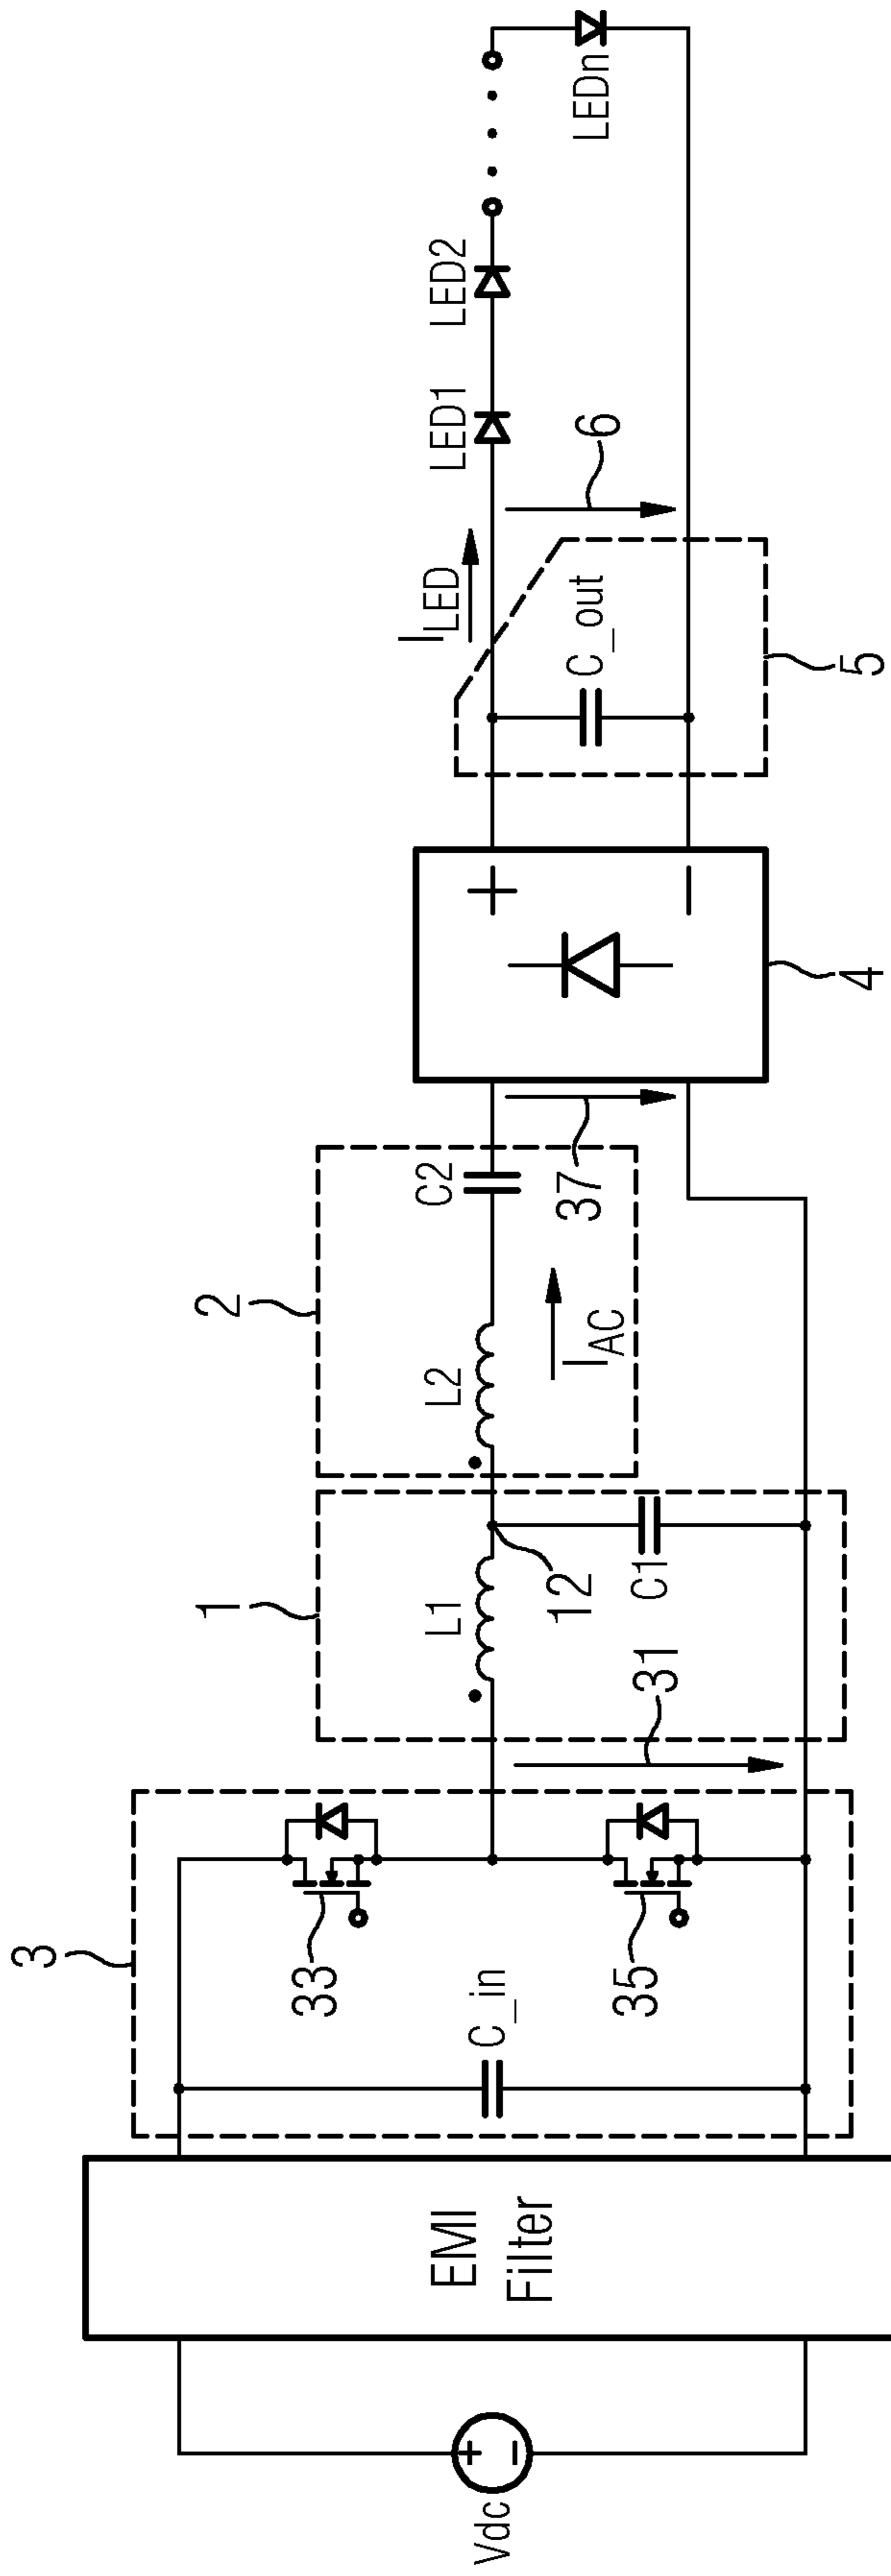 Vdc
EMI
Filter
3
C_in
33
35
31
1
L1
12
C1
2
L2
C2
I_AC
37
4
5
C_out
I_LED
6
LED1
LED2
LEDn